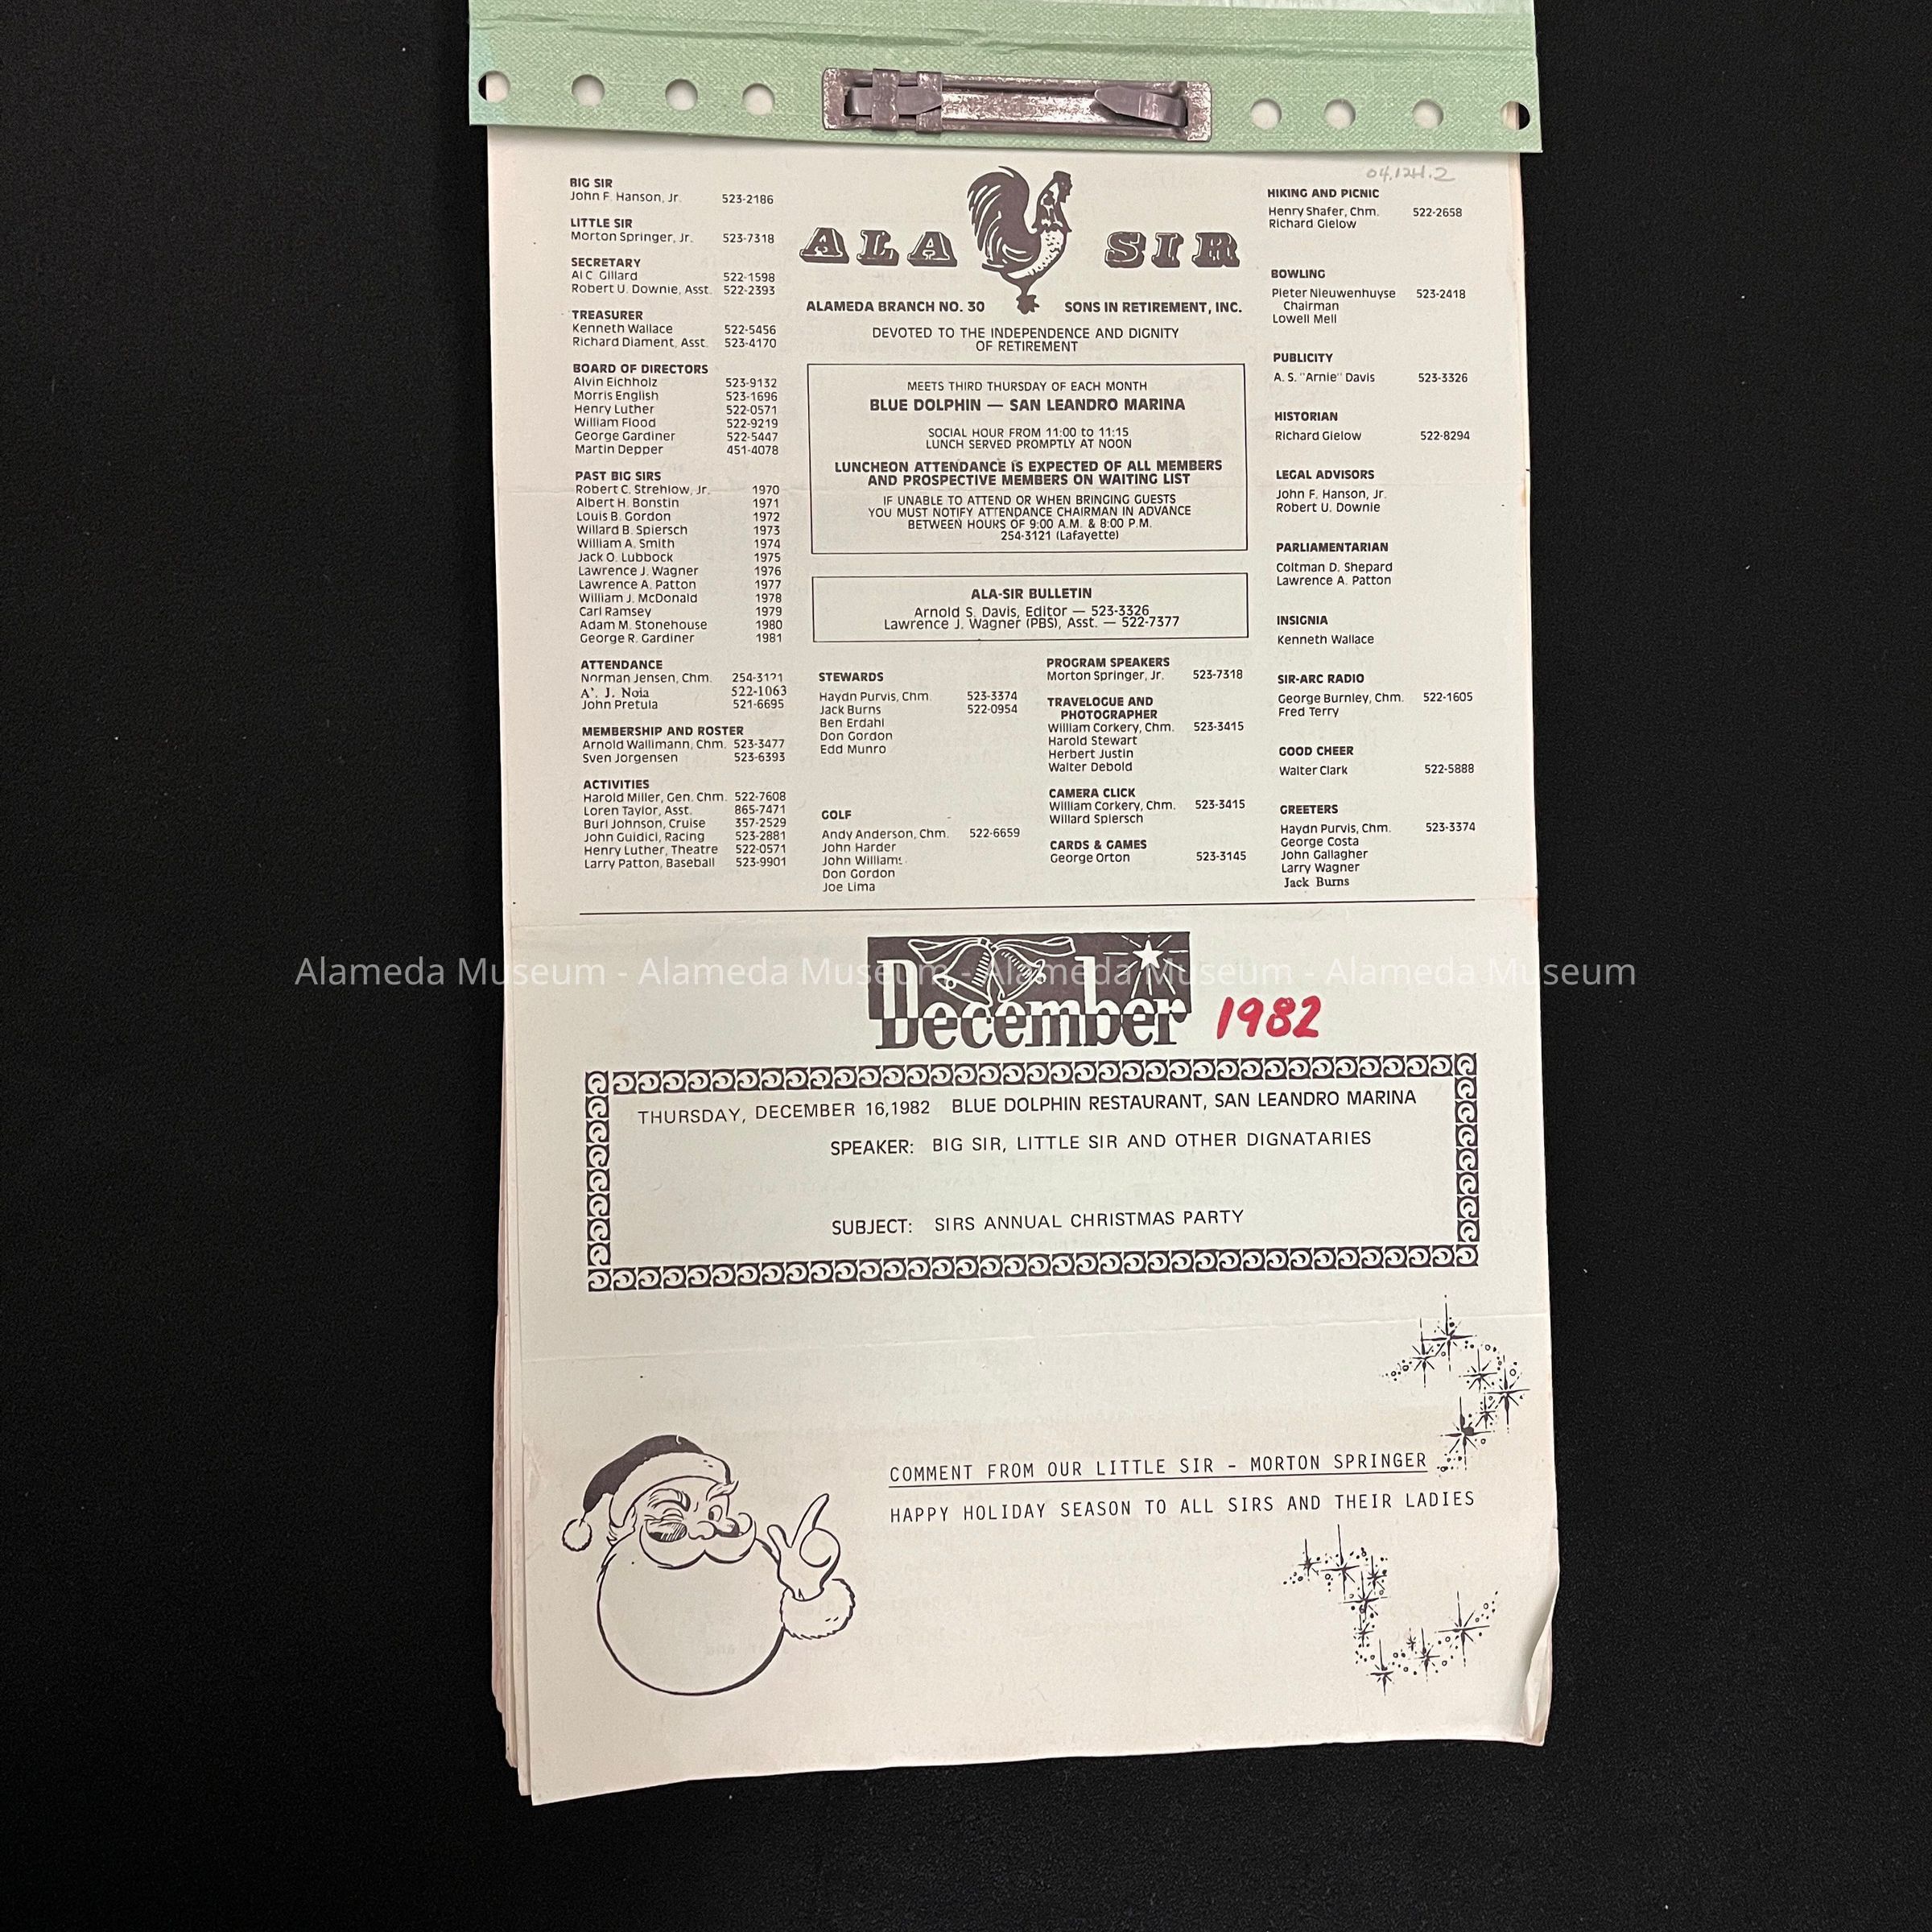 04.124.2
BIG SIR
John F. Hanson, Jr. 523-2186
LITTLE SIR
Morton Springer, Jr. 523-7318
SECRETARY
Al C. Gillard 522-1598
Robert U. Downie, Asst. 522-2393
TREASURER
Kenneth Wallace 522-5456
Richard Diament, Asst. 523-4170
BOARD OF DIRECTORS
Alvin Eichholz 523-9132
Morris English 523-1696
Henry Luther 522-0571
William Flood 522-9219
George Gardiner 522-5447
Martin Depper 451-4078
PAST BIG SIRS
Robert C. Strehlow, Jr. 1970
Albert H. Bonstin 1971
Louis B. Gordon 1972
Willard B. Spiersch 1973
William A. Smith 1974
Jack O. Lubbock 1975
Lawrence J. Wagner 1976
Lawrence A. Patton 1977
William J. McDonald 1978
Carl Ramsey 1979
Adam M. Stonehouse 1980
George R. Gardiner 1981
ATTENDANCE
Norman Jensen, Chm. 254-3121
A'. J. Noia 522-1063
John Pretula 521-6695
MEMBERSHIP AND ROSTER
Arnold Wallimann, Chm. 523-3477
Sven Jorgensen 523-6393
ACTIVITIES
Harold Miller, Gen. Chm. 522-7608
Loren Taylor, Asst. 865-7471
Burl Johnson, Cruise 357-2529
John Guidici, Racing 523-2881
Henry Luther, Theatre 522-0571
Larry Patton, Baseball 523-9901
ALA SIR
ALAMEDA BRANCH NO. 30 SONS IN RETIREMENT, INC.
DEVOTED TO THE INDEPENDENCE AND DIGNITY
OF RETIREMENT
MEETS THIRD THURSDAY OF EACH MONTH
BLUE DOLPHIN — SAN LEANDRO MARINA
SOCIAL HOUR FROM 11:00 to 11:15
LUNCH SERVED PROMPTLY AT NOON
LUNCHEON ATTENDANCE IS EXPECTED OF ALL MEMBERS
AND PROSPECTIVE MEMBERS ON WAITING LIST
IF UNABLE TO ATTEND OR WHEN BRINGING GUESTS
YOU MUST NOTIFY ATTENDANCE CHAIRMAN IN ADVANCE
BETWEEN HOURS OF 9:00 A.M. & 8:00 P.M.
254-3121 (Lafayette)
ALA-SIR BULLETIN
Arnold S. Davis, Editor — 523-3326
Lawrence J. Wagner (PBS), Asst. — 522-7377
STEWARDS
Haydn Purvis, Chm. 523-3374
Jack Burns 522-0954
Ben Erdahl
Don Gordon
Edd Munro
GOLF
Andy Anderson, Chm. 522-6659
John Harder
John Williams
Don Gordon
Joe Lima
PROGRAM SPEAKERS
Morton Springer, Jr. 523-7318
TRAVELOGUE AND
PHOTOGRAPHER
William Corkery, Chm. 523-3415
Harold Stewart
Herbert Justin
Walter Debold
CAMERA CLICK
William Corkery, Chm. 523-3415
Willard Spiersch
CARDS & GAMES
George Orton 523-3145
HIKING AND PICNIC
Henry Shafer, Chm. 522-2658
Richard Gielow
BOWLING
Pieter Nieuwenhuyse 523-2418
Chairman
Lowell Mell
PUBLICITY
A. S. "Arnie" Davis 523-3326
HISTORIAN
Richard Gielow 522-8294
LEGAL ADVISORS
John F. Hanson, Jr.
Robert U. Downie
PARLIAMENTARIAN
Coltman D. Shepard
Lawrence A. Patton
INSIGNIA
Kenneth Wallace
SIR-ARC RADIO
George Burnley, Chm. 522-1605
Fred Terry
GOOD CHEER
Walter Clark 522-5888
GREETERS
Haydn Purvis, Chm. 523-3374
George Costa
John Gallagher
Larry Wagner
Jack Burns
Alameda Museum - Alameda Museum - Alameda Museum - Alameda Museum
December 1982
THURSDAY, DECEMBER 16,1982 BLUE DOLPHIN RESTAURANT, SAN LEANDRO MARINA
SPEAKER: BIG SIR, LITTLE SIR AND OTHER DIGNATARIES
SUBJECT: SIRS ANNUAL CHRISTMAS PARTY
COMMENT FROM OUR LITTLE SIR - MORTON SPRINGER
HAPPY HOLIDAY SEASON TO ALL SIRS AND THEIR LADIES